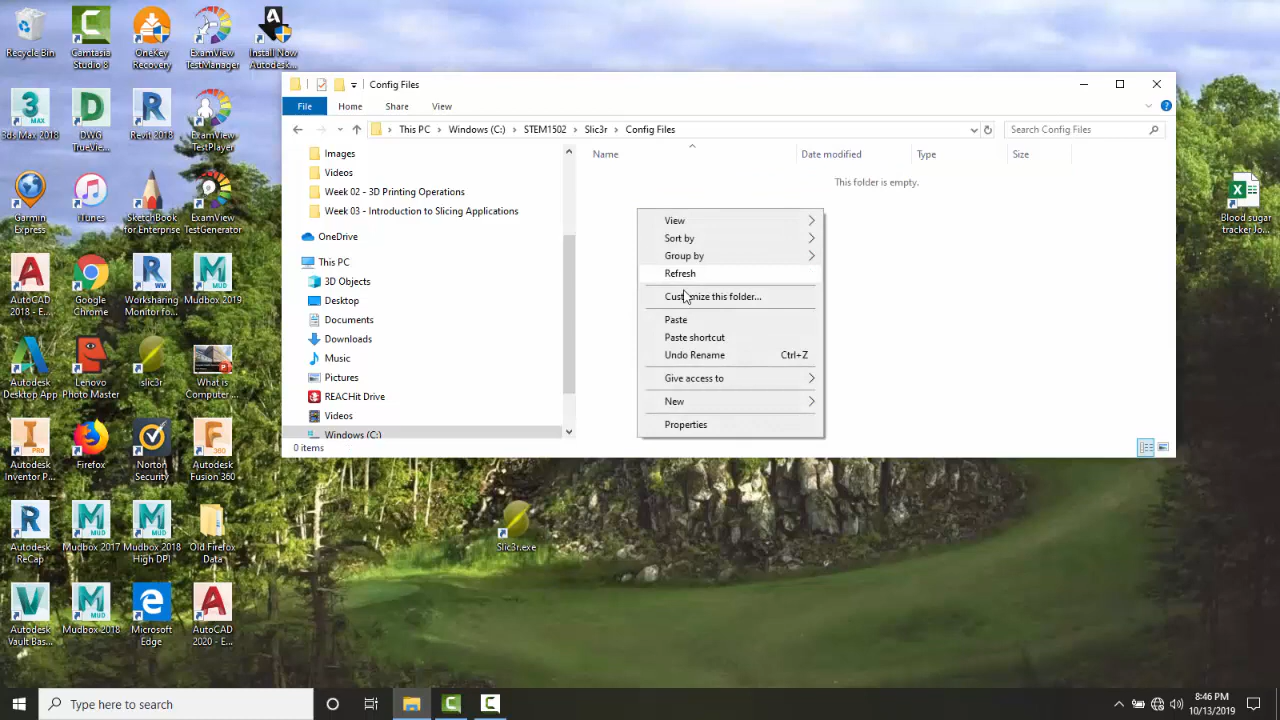 Recycle Bin
Camtasia
Studio 8
OneKey
Recovery
ExamView
TestManager
Install Now
Autodesk...
3ds Max 2018
DWG
TrueVie...
Revit 2018
ExamView
TestPlayer
Garmin
Express
iTunes
SketchBook
for Enterprise
ExamView
TestGenerator
AutoCAD
2018 - E...
Google
Chrome
Worksharing
Monitor fo...
Mudbox 2019
Autodesk
Desktop App
Lenovo
Photo Master
slic3r
What is
Computer ...
Autodesk
Inventor P...
Firefox
Norton
Security
Autodesk
Fusion 360
Autodesk
ReCap
Mudbox 2017
Mudbox 2018
High DPI
Old Firefox
Data
Autodesk
Vault Bas...
Mudbox 2018
Microsoft
Edge
AutoCAD
2020 - E...
Slic3r.exe
Blood sugar
tracker Jo...
Config Files
File Home Share View
This PC Windows (C:) STEM1502 Slic3r Config Files
Search Config Files
Images
Videos
Week 02 - 3D Printing Operations
Week 03 - Introduction to Slicing Applications
OneDrive
This PC
3D Objects
Desktop
Documents
Downloads
Music
Pictures
REACHit Drive
Videos
Windows (C:)
Name Date modified Type Size
This folder is empty.
View
Sort by
Group by
Refresh
Customize this folder...
Paste
Paste shortcut
Undo Rename Ctrl+Z
Give access to
New
Properties
0 items
Type here to search
8:46 PM
10/13/2019